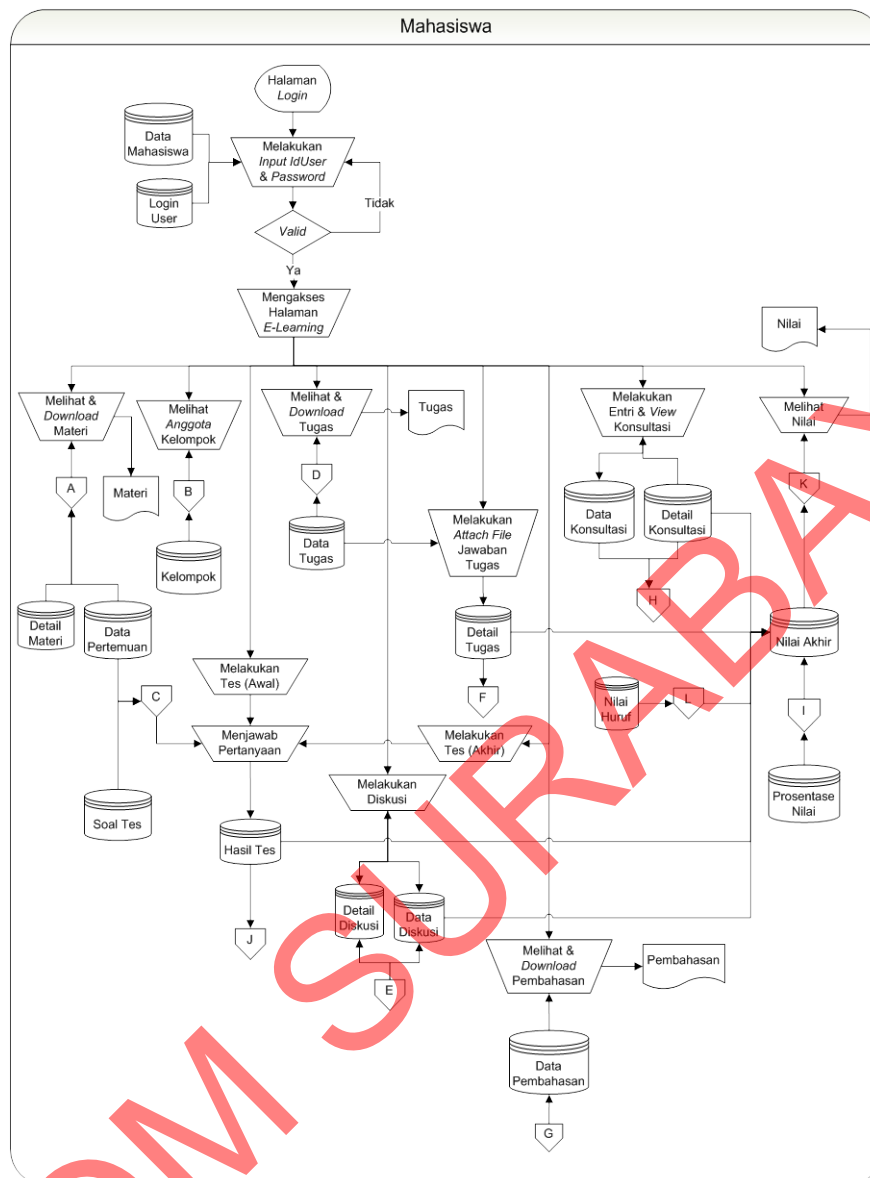 Mahasiswa
Halaman
Login
Data
Mahasiswa
Melakukan
Input IdUser
& Password
Login
User
Tidak
Valid
Ya
Mengakses
Halaman
E-Learning
Nilai
Melihat &
Download
Materi
Melihat
Anggota
Kelompok
Melihat &
Download
Tugas
Tugas
Melakukan
Entri & View
Konsultasi
Melihat
Nilai
A
Materi
B
D
K
Data
Konsultasi
Detail
Konsultasi
Kelompok
Data
Tugas
Melakukan
Attach File
Jawaban
Tugas
H
Detail
Materi
Data
Pertemuan
Detail
Tugas
Nilai Akhir
Melakukan
Tes (Awal)
C
F
Nilai
Huruf
L
I
Menjawab
Pertanyaan
Melakukan
Tes (Akhir)
Melakukan
Diskusi
Soal Tes
Prosentase
Nilai
Hasil Tes
Detail
Diskusi
Data
Diskusi
J
E
Melihat &
Download
Pembahasan
Pembahasan
Data
Pembahasan
G
OM SURABAY